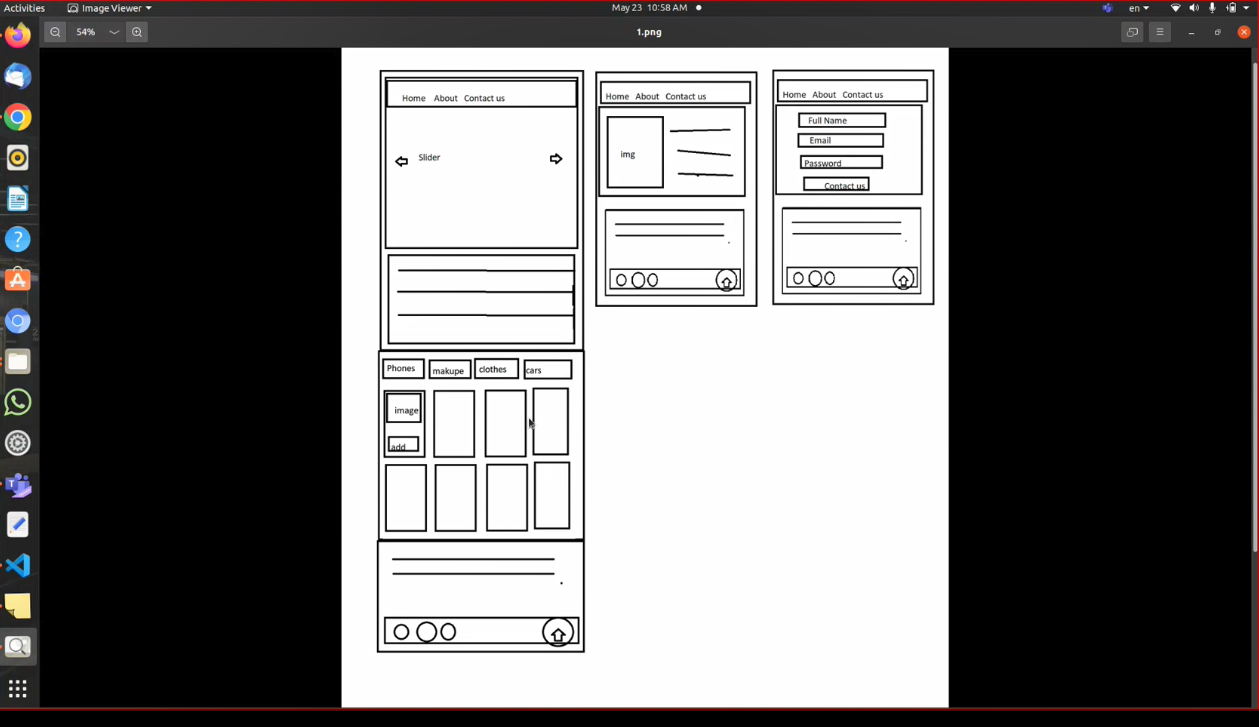 Activities Image Viewer May 23 10:58 AM en
54% 1.png
Home About Contact us
Slider
Phones makupe clothes cars
image
add
Home About Contact us
img
Home About Contact us
Full Name
Email
Password
Contact us